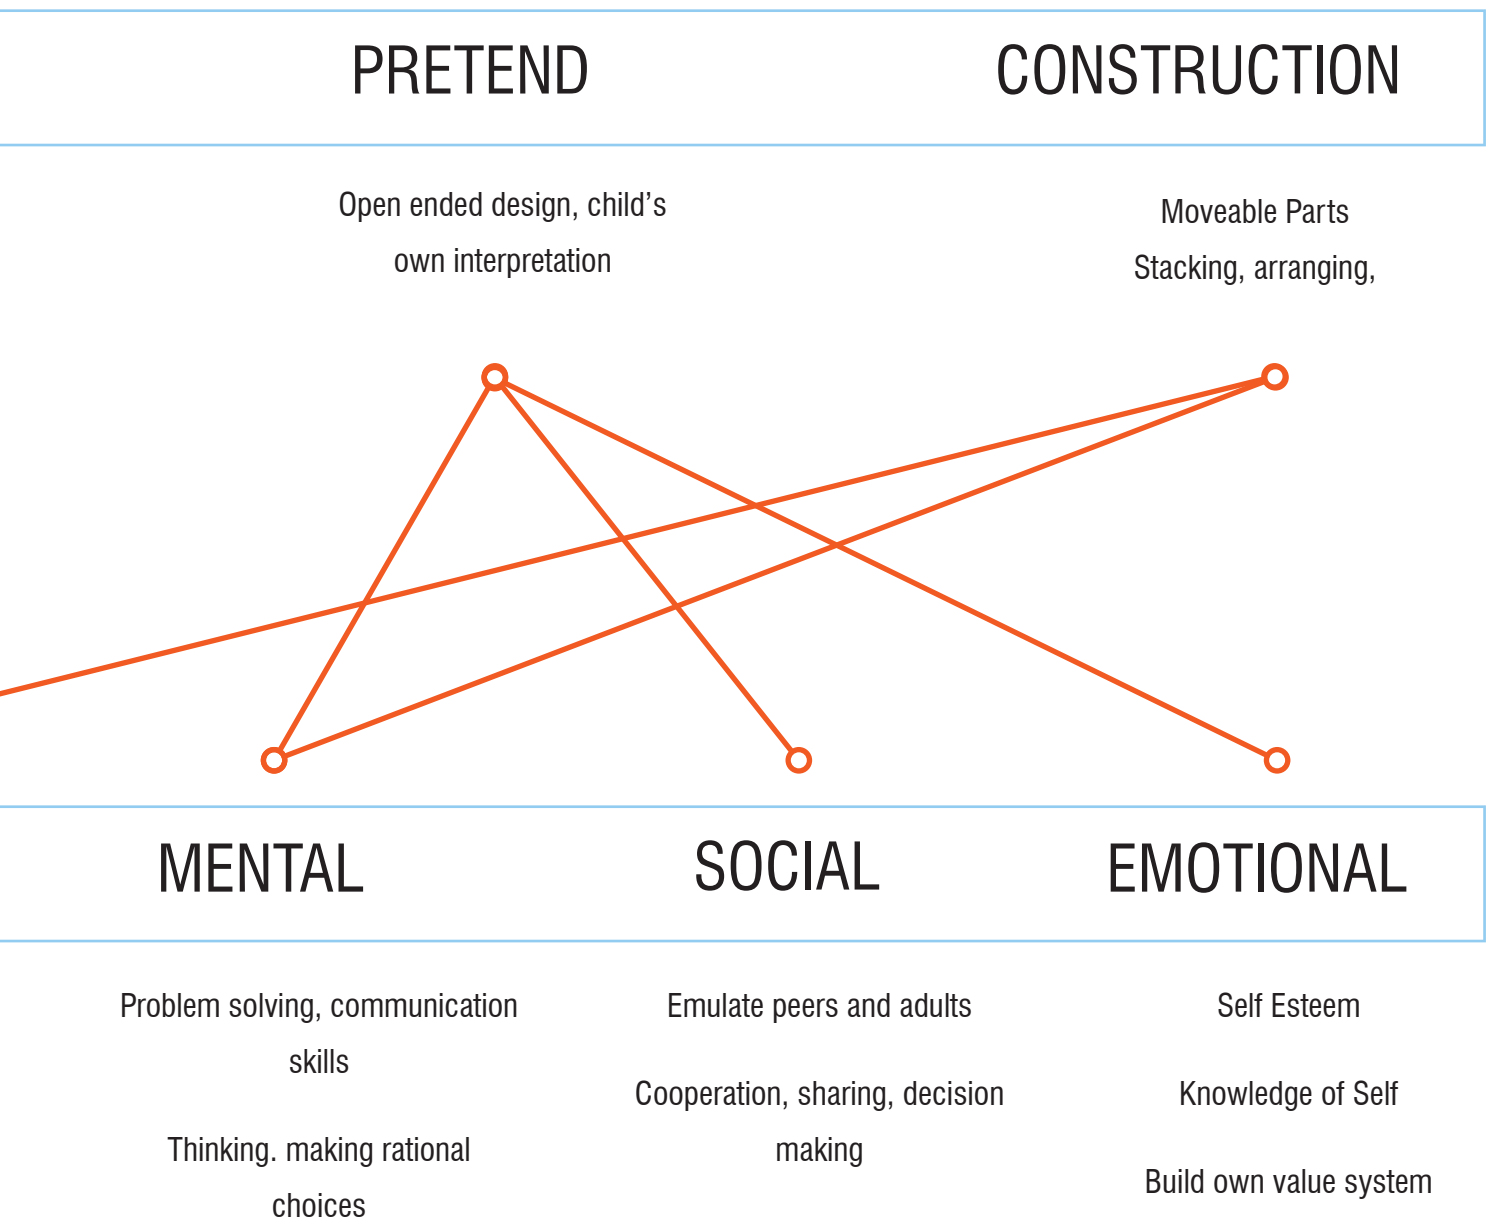 PRETEND
CONSTRUCTION
Open ended design, child’s
own interpretation
Moveable Parts
Stacking, arranging,
MENTAL
SOCIAL
EMOTIONAL
Problem solving, communication
skills
Thinking. making rational
choices
Emulate peers and adults
Cooperation, sharing, decision
making
Self Esteem
Knowledge of Self
Build own value system